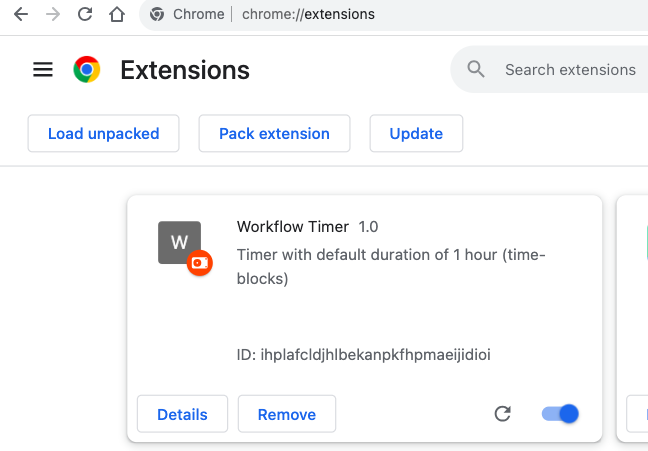 Chrome | chrome://extensions
Extensions
Search extensions
Load unpacked
Pack extension
Update
W
Workflow Timer 1.0
Timer with default duration of 1 hour (time-
blocks)
ID: ihplafcldjhlbekanpkfhpmaeijidioi
Details
Remove